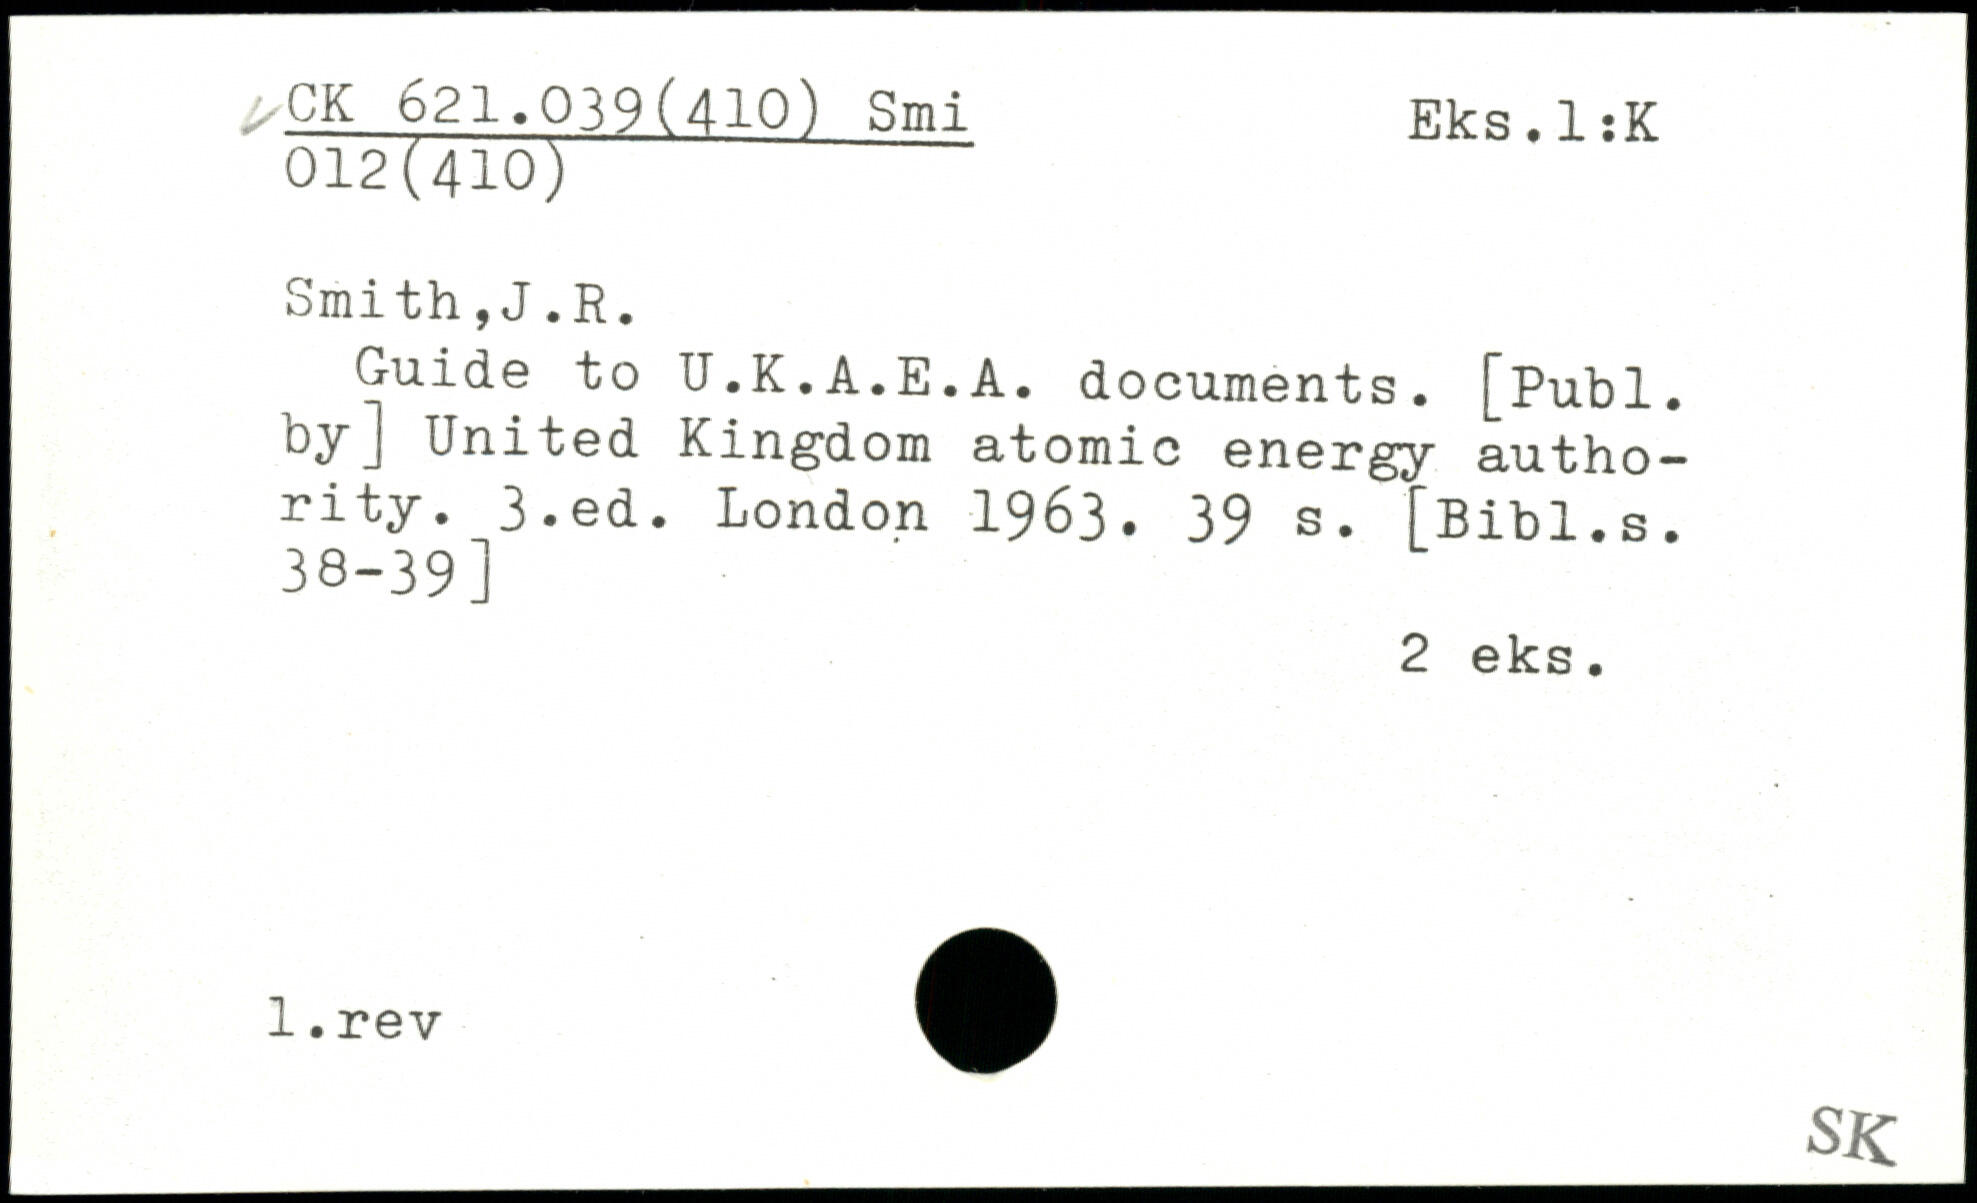 CK 621.039(410) Smi Eks.1:K
012(410)
Smith,J.R.
Guide to U.K.A.E.A. documents. [Publ.
by] United Kingdom atomic energy autho-
rity. 3.ed. London 1963. 39 s. [Bibl.s.
38-39]
2 eks.
1.rev
SK